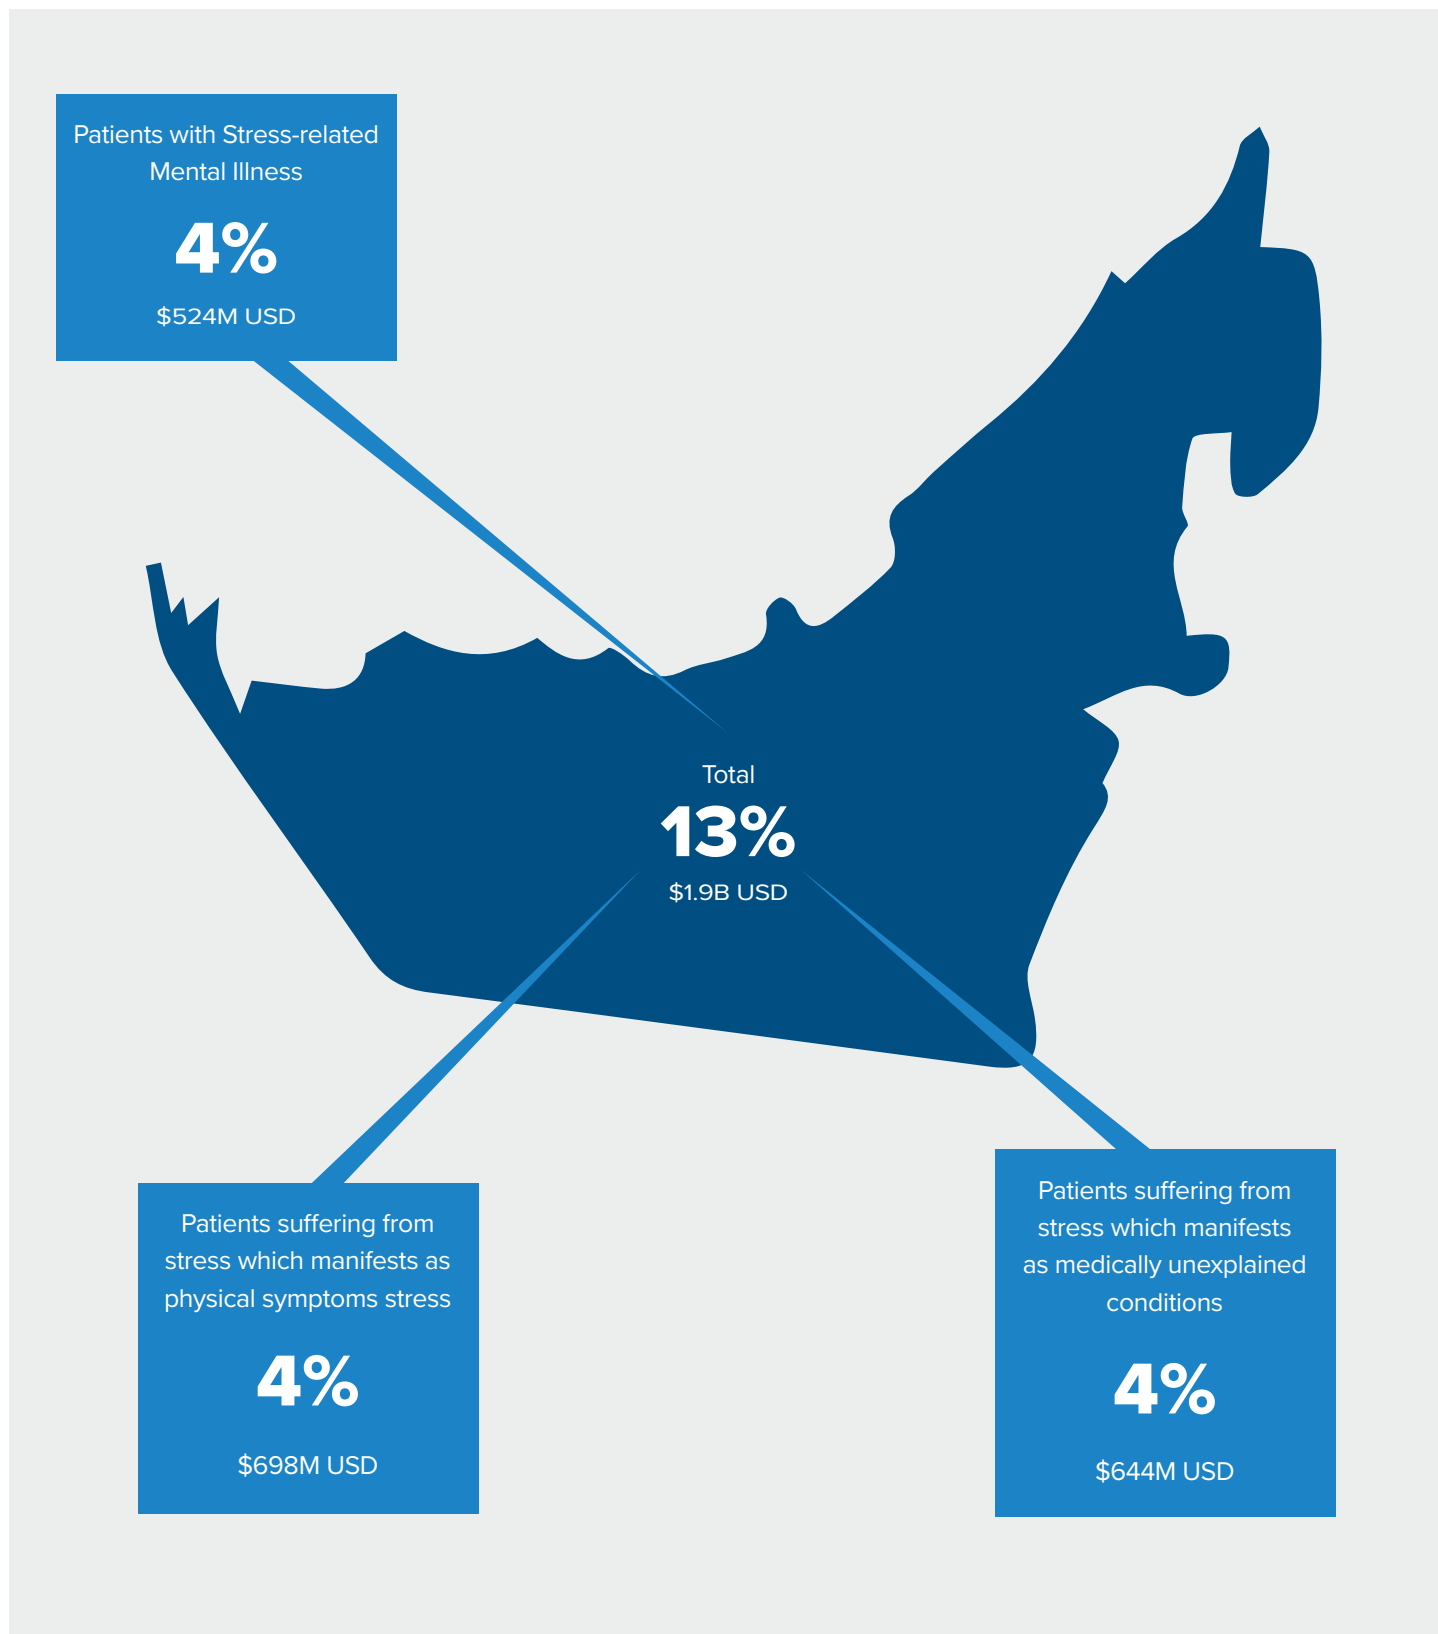 Patients with Stress-related
Mental Illness
4%
$524M USD
Total
13%
$1.9B USD
Patients suffering from
stress which manifests as
physical symptoms stress
4%
$698M USD
Patients suffering from
stress which manifests
as medically unexplained
conditions
4%
$644M USD